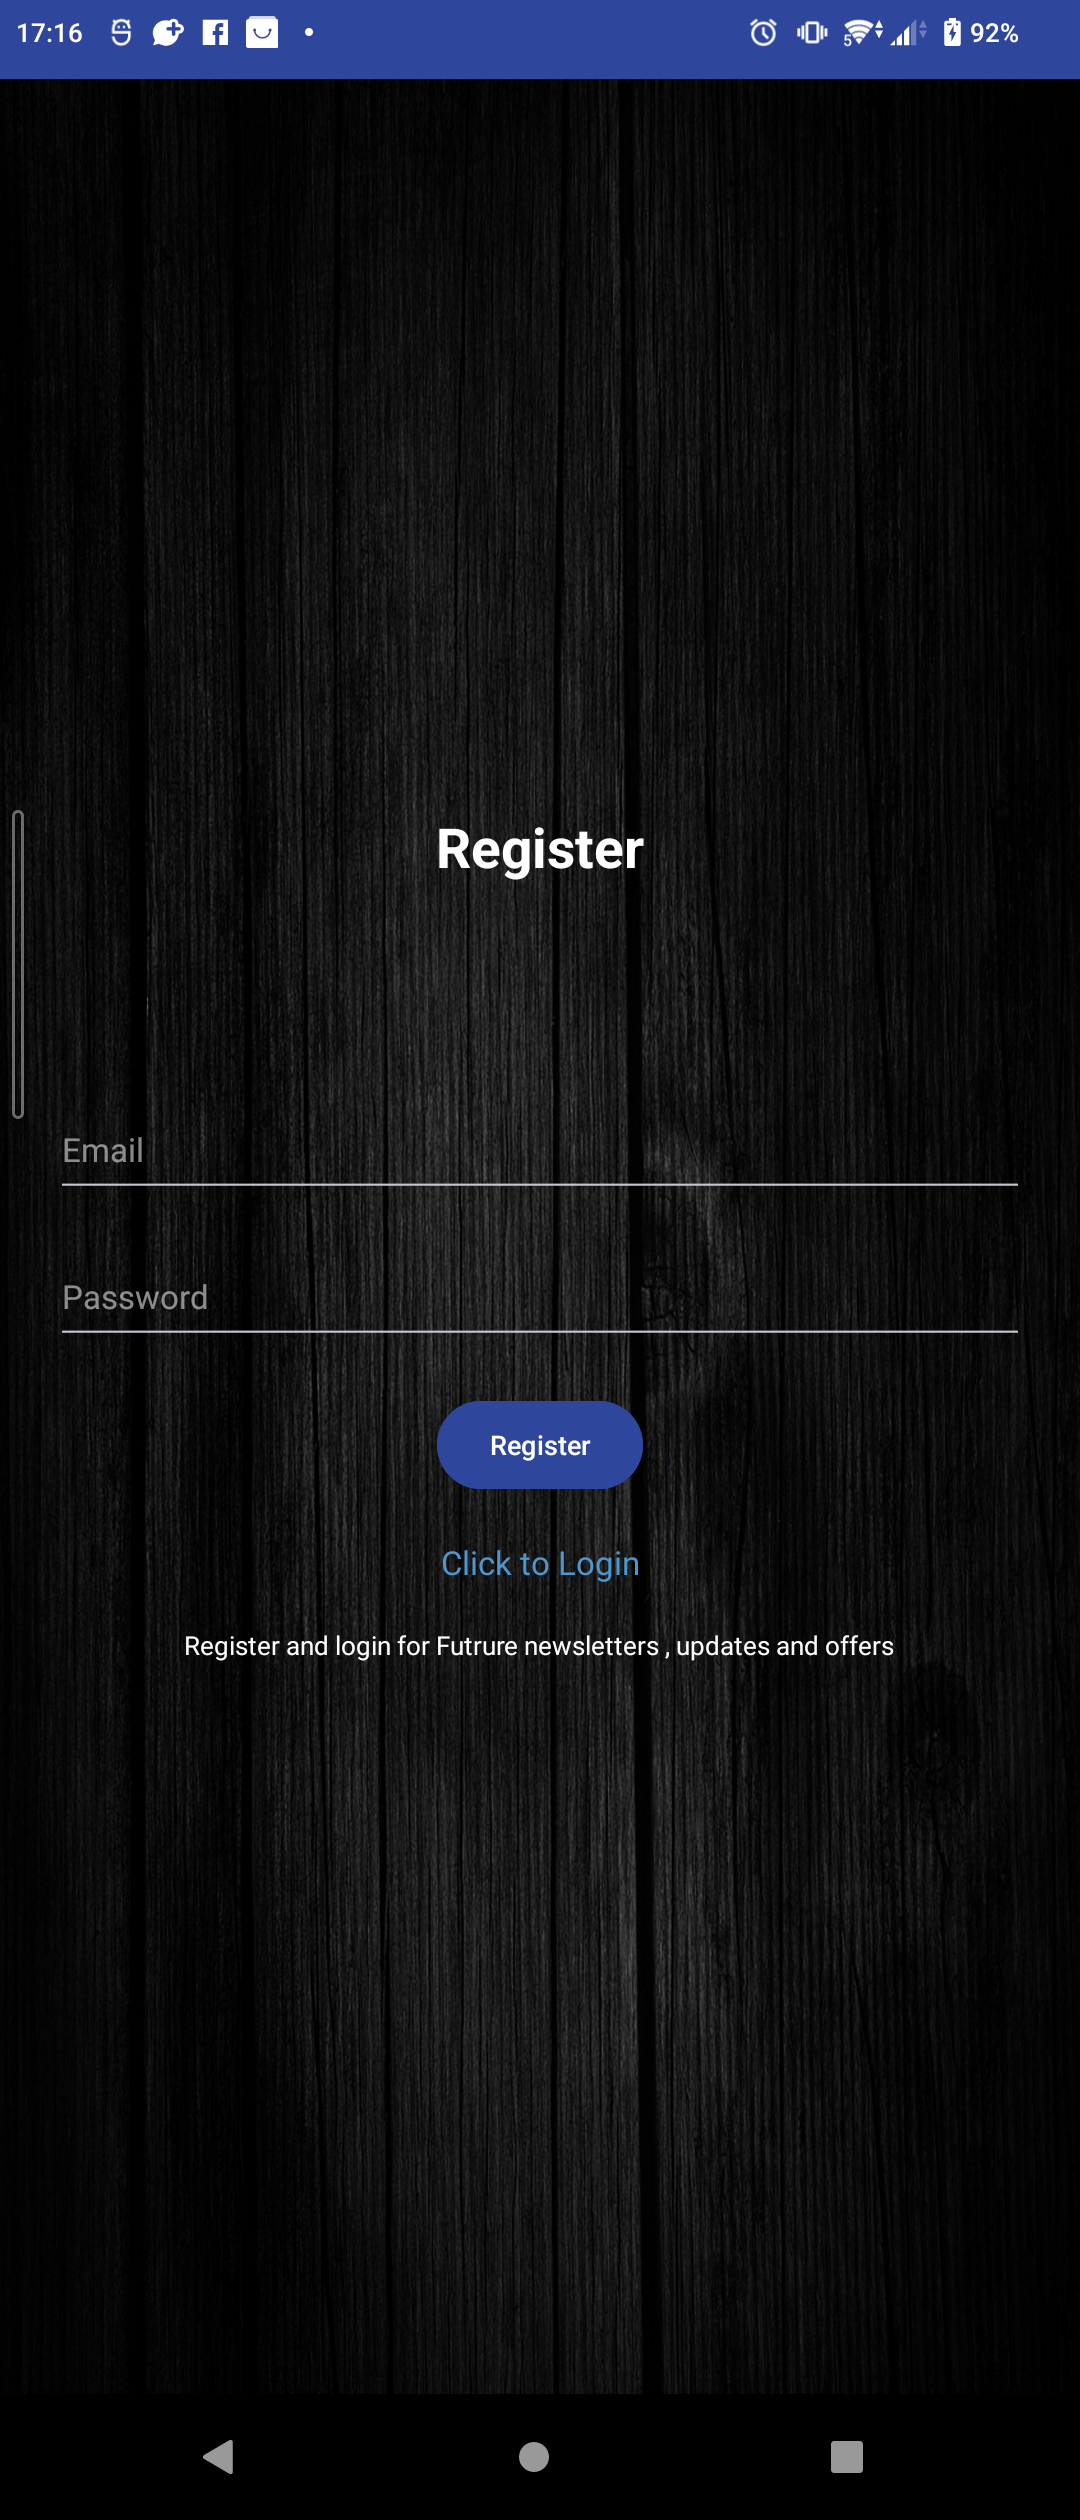 17:16 92%
Register
Email
Password
Register
Click to Login
Register and login for Futrure newsletters , updates and offers